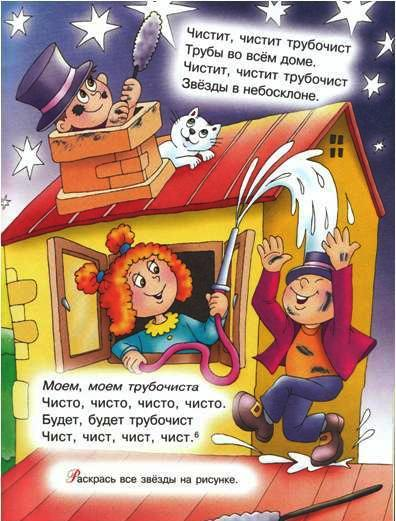 Чистит, чистит трубочист
Трубы во всём доме.
Чистит, чистит трубочист
Звёзды в небосклоне.
Моем, моем трубочиста
Чисто, чисто, чисто, чисто.
Будет, будет трубочист
Чист, чист, чист, чист.⁶
Раскрась все звёзды на рисунке.